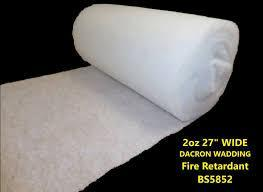 2oz 27" WIDE
DACRON WADDING
Fire Retardant
BS5852